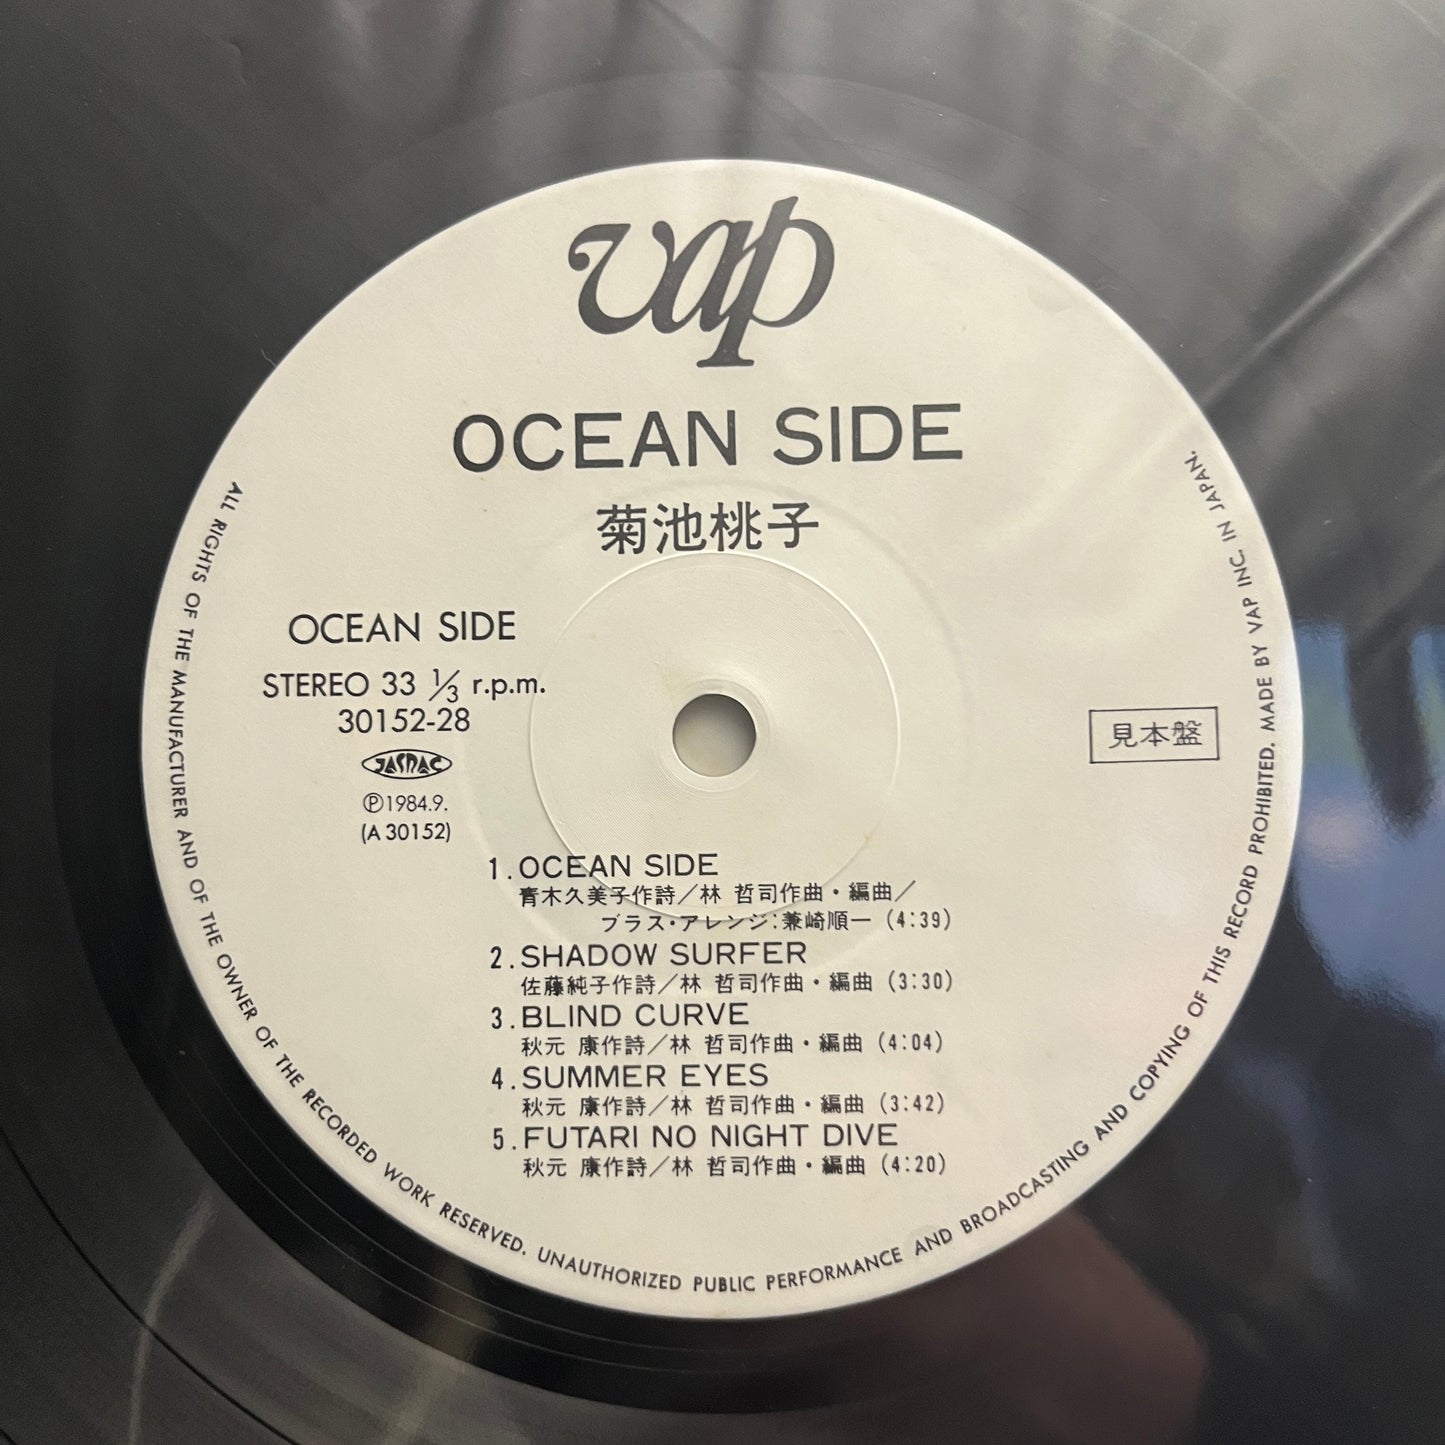 vap
OCEAN SIDE
菊池桃子
OCEAN SIDE
STEREO 33 1/3 r.p.m.
30152-28
JASRAC
Ⓟ1984.9.
(A 30152)
見本盤
1.OCEAN SIDE
青木久美子作詩／林 哲司作曲・編曲／
ブラス・アレンジ:兼崎順一 (4:39)
2.SHADOW SURFER
佐藤純子作詩／林 哲司作曲・編曲 (3:30)
3.BLIND CURVE
秋元 康作詩／林 哲司作曲・編曲 (4:04)
4.SUMMER EYES
秋元 康作詩／林 哲司作曲・編曲 (3:42)
5.FUTARI NO NIGHT DIVE
秋元 康作詩／林 哲司作曲・編曲 (4:20)
ALL RIGHTS OF THE MANUFACTURER AND OF THE OWNER OF THE RECORDED WORK RESERVED. UNAUTHORIZED PUBLIC PERFORMANCE AND BROADCASTING AND COPYING OF THIS RECORD PROHIBITED. MADE BY VAP INC. IN JAPAN.